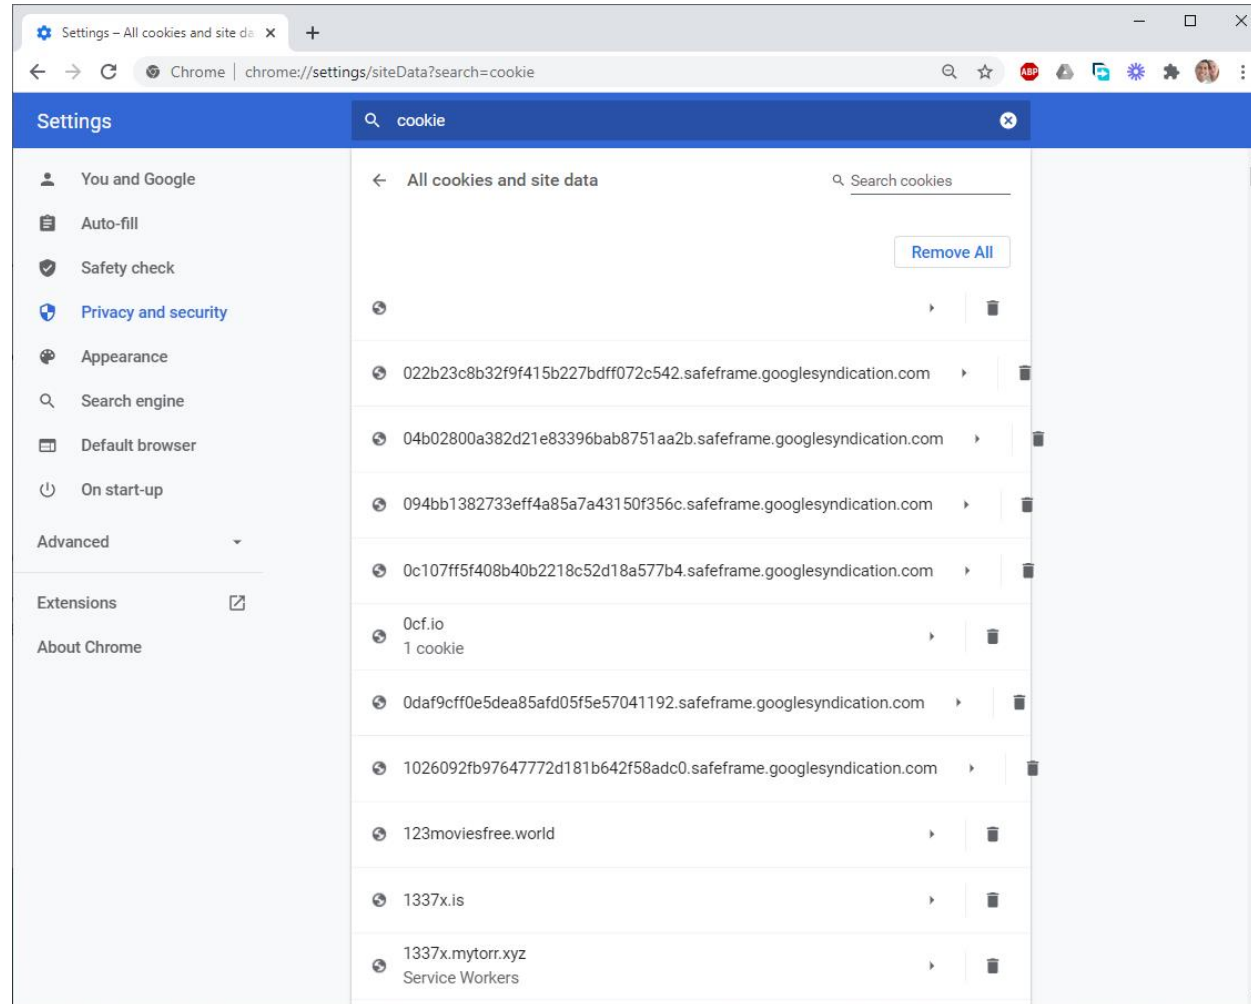 Settings – All cookies and site da
Chrome | chrome://settings/siteData?search=cookie
ABP
Settings
cookie
You and Google
Auto-fill
Safety check
Privacy and security
Appearance
Search engine
Default browser
On start-up
Advanced
Extensions
About Chrome
All cookies and site data
Search cookies
Remove All
022b23c8b32f9f415b227bdff072c542.safeframe.googlesyndication.com
04b02800a382d21e83396bab8751aa2b.safeframe.googlesyndication.com
094bb1382733eff4a85a7a43150f356c.safeframe.googlesyndication.com
0c107ff5f408b40b2218c52d18a577b4.safeframe.googlesyndication.com
0cf.io
1 cookie
0daf9cff0e5dea85afd05f5e57041192.safeframe.googlesyndication.com
1026092fb97647772d181b642f58adc0.safeframe.googlesyndication.com
123moviesfree.world
1337x.is
1337x.mytorr.xyz
Service Workers